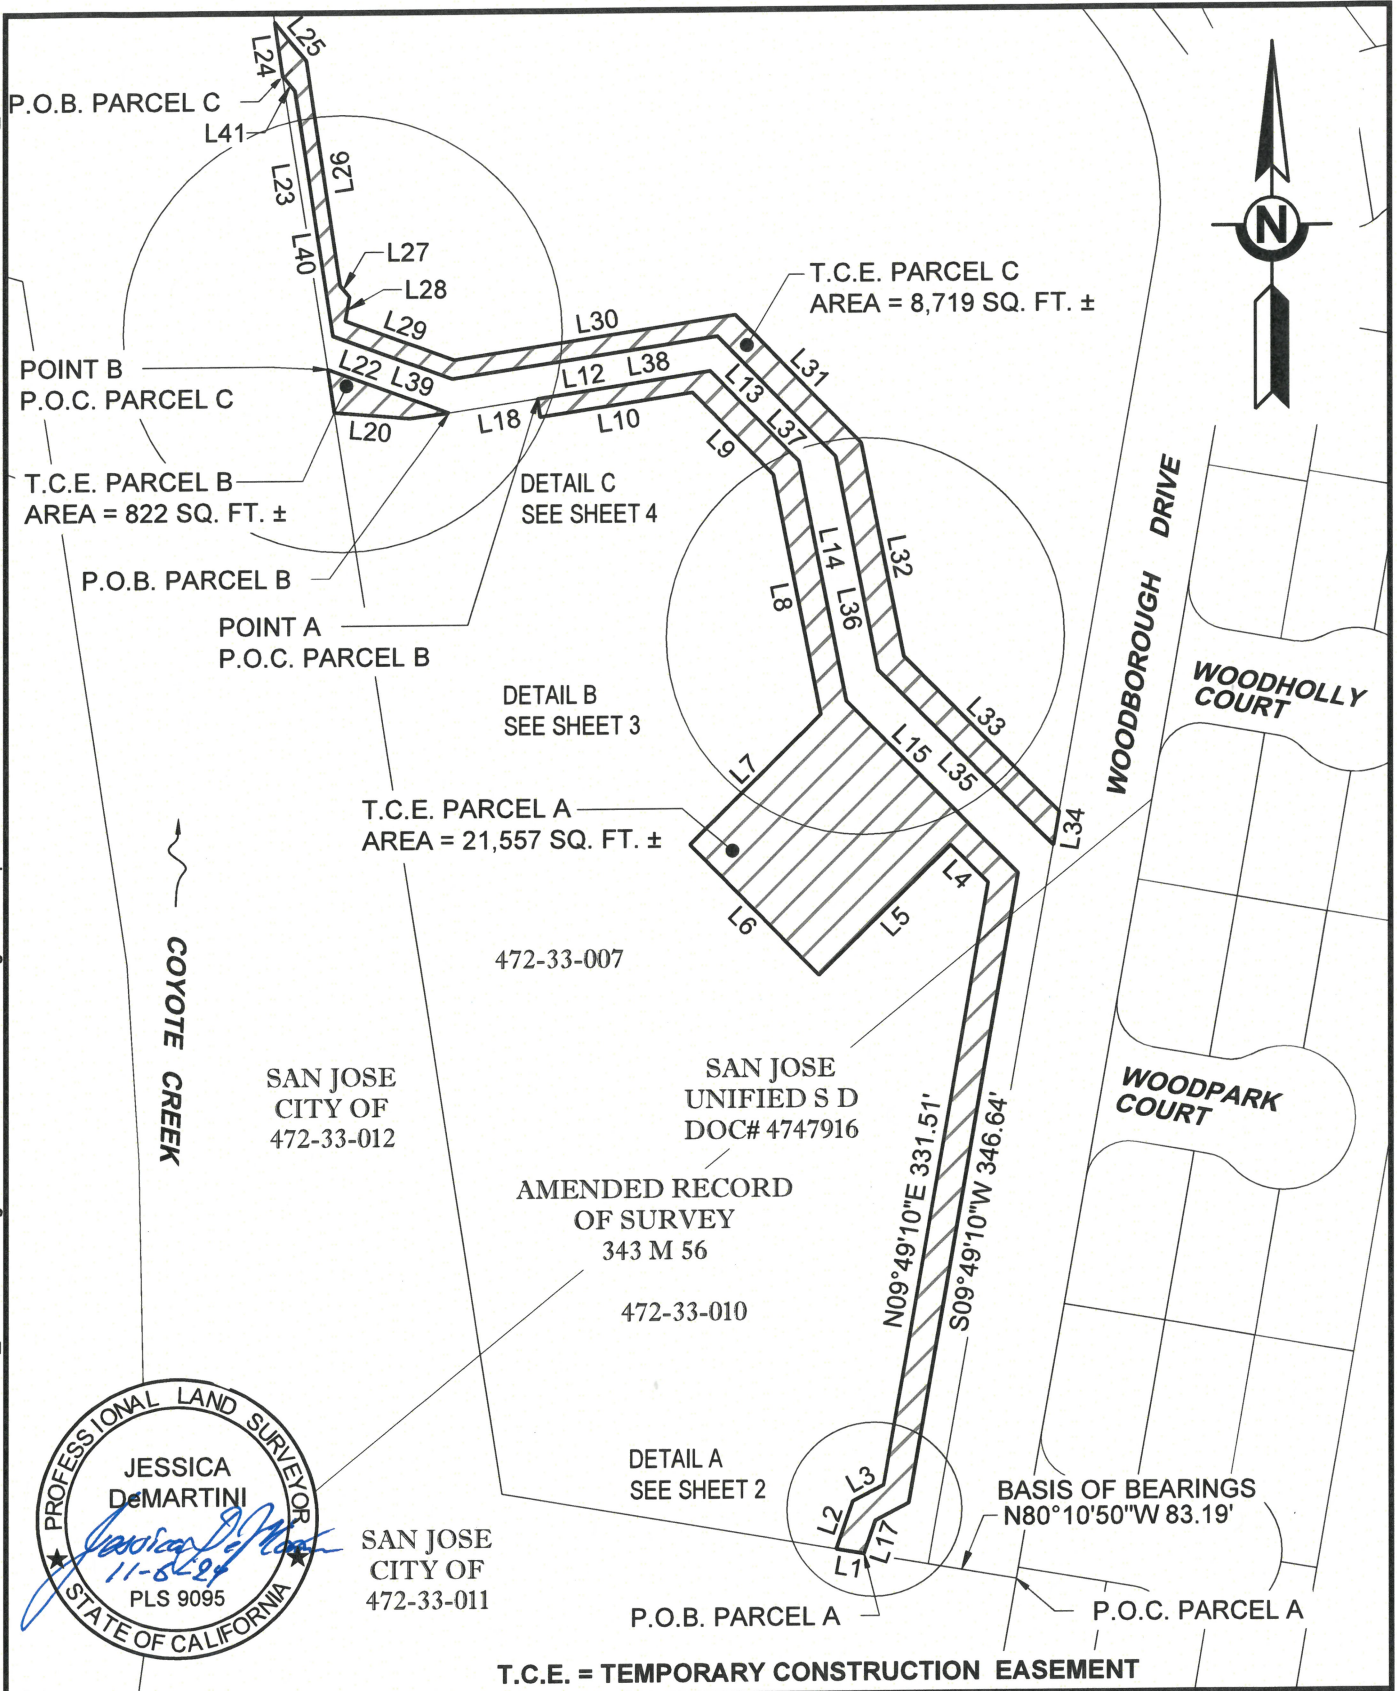 L25
L24
P.O.B. PARCEL C
L41
L23
L26
L40
L27
L28
N
T.C.E. PARCEL C
AREA = 8,719 SQ. FT. ±
L30
L29
L31
POINT B
P.O.C. PARCEL C
L22
L39
L12
L38
L13
L37
L20
L18
L10
L9
T.C.E. PARCEL B
AREA = 822 SQ. FT. ±
DETAIL C
SEE SHEET 4
L14
L32
L8
L36
P.O.B. PARCEL B
POINT A
P.O.C. PARCEL B
WOODBOROUGH DRIVE
WOODHOLLY
COURT
DETAIL B
SEE SHEET 3
L33
L15
L35
L7
T.C.E. PARCEL A
AREA = 21,557 SQ. FT. ±
L34
L4
L5
L6
COYOTE CREEK
472-33-007
SAN JOSE
CITY OF
472-33-012
SAN JOSE
UNIFIED S D
DOC# 4747916
WOODPARK
COURT
AMENDED RECORD
OF SURVEY
343 M 56
N09°49'10"E 331.51'
S09°49'10"W 346.64'
472-33-010
DETAIL A
SEE SHEET 2
L3
L2
L17
L1
BASIS OF BEARINGS
N80°10'50"W 83.19'
PROFESSIONAL LAND SURVEYOR
JESSICA
DeMARTINI
11-6-24
PLS 9095
STATE OF CALIFORNIA
SAN JOSE
CITY OF
472-33-011
P.O.B. PARCEL A
P.O.C. PARCEL A
T.C.E. = TEMPORARY CONSTRUCTION EASEMENT